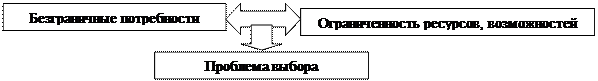 Безграничные потребности
Ограниченность ресурсов, возможностей
Проблема выбора